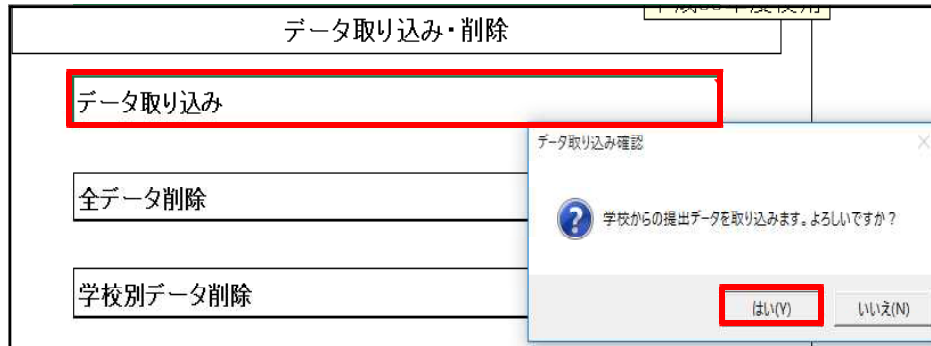 データ取り込み・削除
データ取り込み
データ取り込み確認
学校からの提出データを取り込みます。よろしいですか?
全データ削除
学校別データ削除
はい(Y)
いいえ(N)